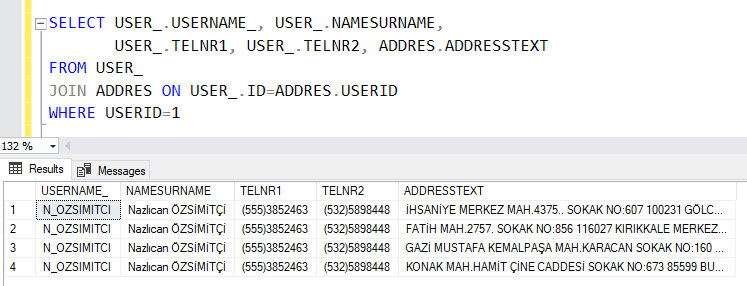 SELECT USER_.USERNAME_, USER_.NAMESURNAME,
USER_.TELNR1, USER_.TELNR2, ADDRES.ADDRESSTEXT
FROM USER_
JOIN ADDRES ON USER_.ID=ADDRES.USERID
WHERE USERID=1
132 %
Results Messages
USERNAME_ NAMESURNAME TELNR1 TELNR2 ADDRESSTEXT
1 N_OZSIMITCI Nazlıcan ÖZSİMİTÇİ (555)3852463 (532)5898448 İHSANİYE MERKEZ MAH.4375.. SOKAK NO:607 100231 GÖLC...
2 N_OZSIMITCI Nazlıcan ÖZSİMİTÇİ (555)3852463 (532)5898448 FATİH MAH.2757. SOKAK NO:856 116027 KIRIKKALE MERKEZ...
3 N_OZSIMITCI Nazlıcan ÖZSİMİTÇİ (555)3852463 (532)5898448 GAZİ MUSTAFA KEMALPAŞA MAH.KARACAN SOKAK NO:160 ...
4 N_OZSIMITCI Nazlıcan ÖZSİMİTÇİ (555)3852463 (532)5898448 KONAK MAH.HAMİT ÇİNE CADDESİ SOKAK NO:673 85599 BU...